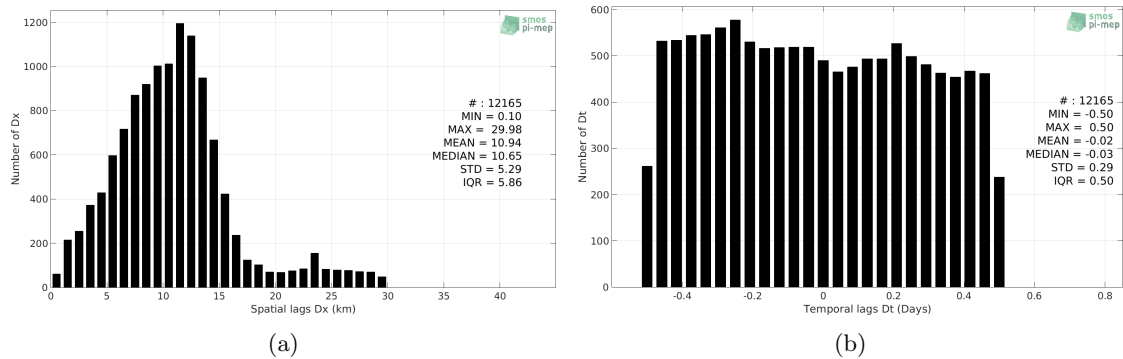 smos
pi-mep
1200
1000
800
600
400
200
0
Number of Dx
# : 12165
MIN = 0.10
MAX = 29.98
MEAN = 10.94
MEDIAN = 10.65
STD = 5.29
IQR = 5.86
0 5 10 15 20 25 30 35 40
Spatial lags Dx (km)
(a)
smos
pi-mep
600
500
400
300
200
100
0
Number of Dt
# : 12165
MIN = -0.50
MAX = 0.50
MEAN = -0.02
MEDIAN = -0.03
STD = 0.29
IQR = 0.50
-0.4 -0.2 0 0.2 0.4 0.6 0.8
Temporal lags Dt (Days)
(b)